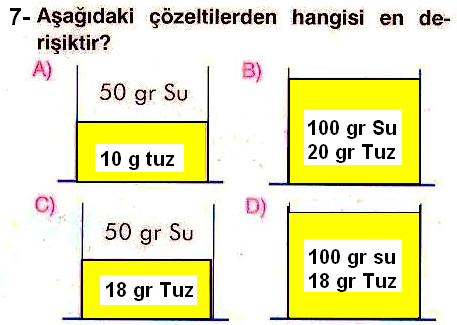 7- Aşağıdaki çözeltilerden hangisi en de-
rişiktir?
A)
50 gr Su
10 g tuz
B)
100 gr Su
20 gr Tuz
C)
50 gr Su
18 gr Tuz
D)
100 gr su
18 gr Tuz